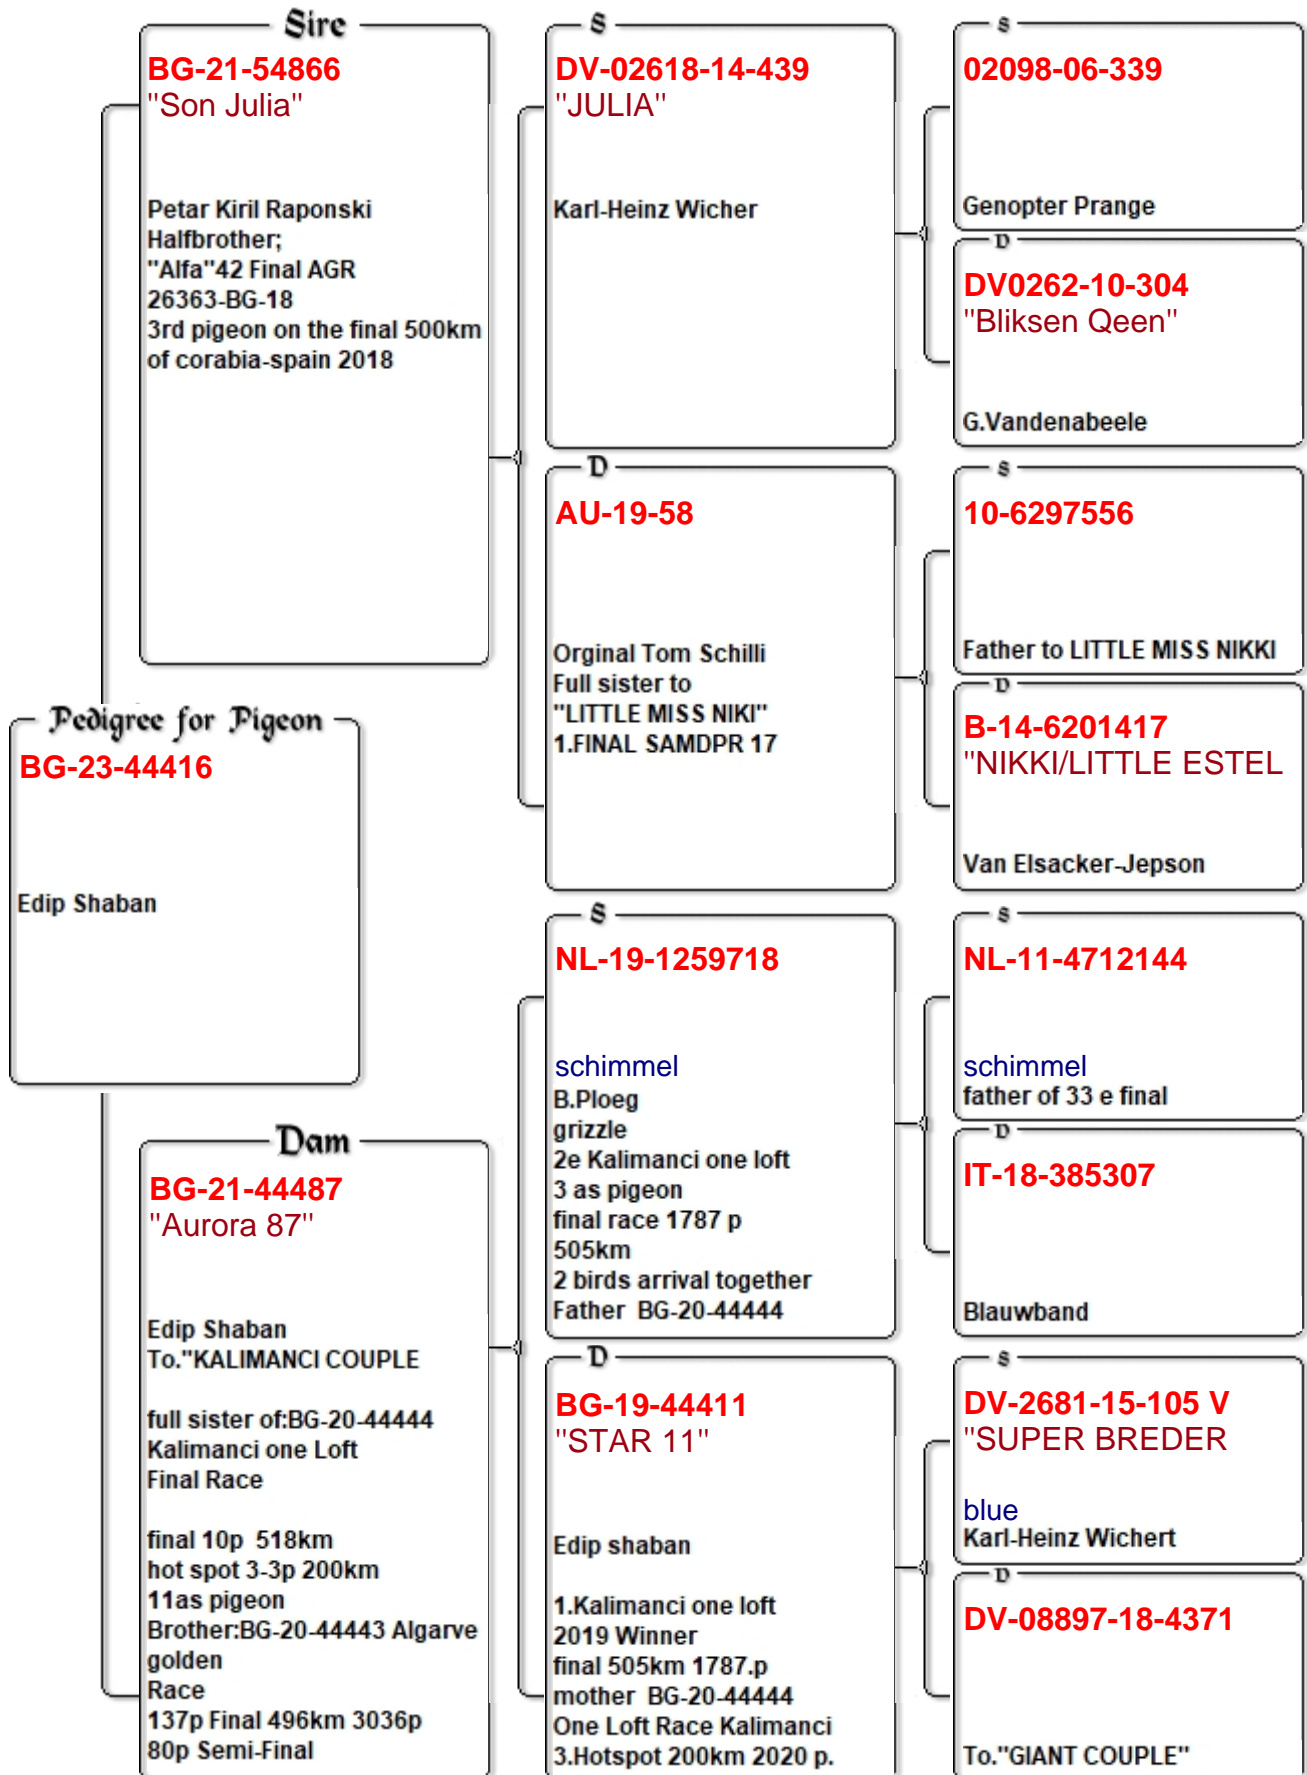 Sire
BG-21-54866
"Son Julia"
Petar Kiril Raponski
Halfbrother;
"Alfa"42 Final AGR
26363-BG-18
3rd pigeon on the final 500km
of corabia-spain 2018
Pedigree for Pigeon
BG-23-44416
Edip Shaban
Dam
BG-21-44487
"Aurora 87"
Edip Shaban
To."KALIMANCI COUPLE
full sister of:BG-20-44444
Kalimanci one Loft
Final Race
final 10p 518km
hot spot 3-3p 200km
11as pigeon
Brother:BG-20-44443 Algarve
golden
Race
137p Final 496km 3036p
80p Semi-Final
S
DV-02618-14-439
"JULIA"
Karl-Heinz Wicher
D
AU-19-58
Orginal Tom Schilli
Full sister to
"LITTLE MISS NIKI"
1.FINAL SAMDPR 17
S
NL-19-1259718
schimmel
B.Ploeg
grizzle
2e Kalimanci one loft
3 as pigeon
final race 1787 p
505km
2 birds arrival together
Father BG-20-44444
D
BG-19-44411
"STAR 11"
Edip shaban
1.Kalimanci one loft
2019 Winner
final 505km 1787.p
mother BG-20-44444
One Loft Race Kalimanci
3.Hotspot 200km 2020 p.
S
02098-06-339
Genopter Prange
D
DV0262-10-304
"Bliksen Qeen"
G.Vandenabeele
S
10-6297556
Father to LITTLE MISS NIKKI
D
B-14-6201417
"NIKKI/LITTLE ESTEL
Van Elsacker-Jepson
S
NL-11-4712144
schimmel
father of 33 e final
D
IT-18-385307
Blauwband
S
DV-2681-15-105 V
"SUPER BREDER
blue
Karl-Heinz Wichert
D
DV-08897-18-4371
To."GIANT COUPLE"